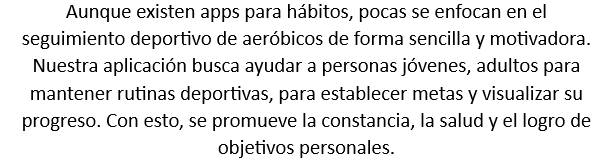 Aunque existen apps para hábitos, pocas se enfocan en el
seguimiento deportivo de aeróbicos de forma sencilla y motivadora.
Nuestra aplicación busca ayudar a personas jóvenes, adultos para
mantener rutinas deportivas, para establecer metas y visualizar su
progreso. Con esto, se promueve la constancia, la salud y el logro de
objetivos personales.